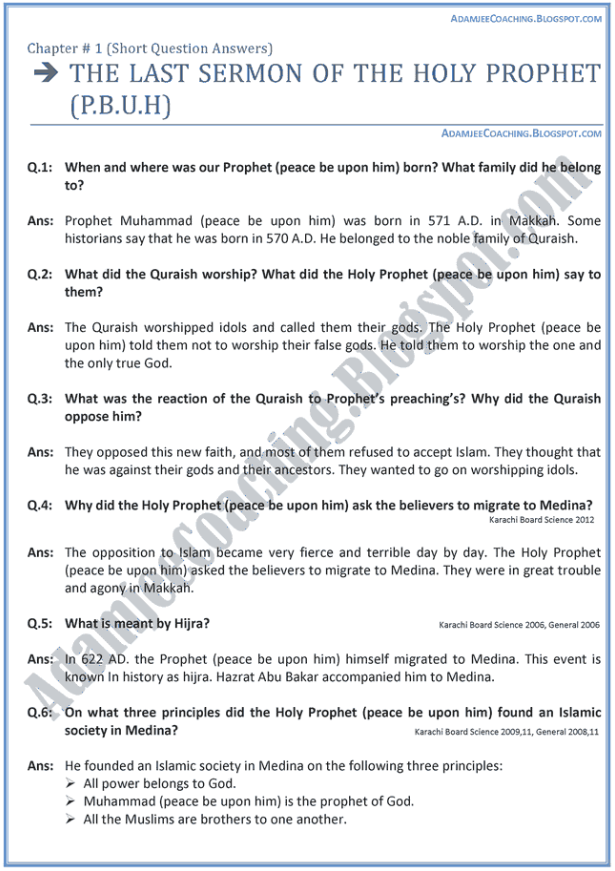 ADAMJEECOACHING.BLOGSPOT.COM
Chapter # 1 (Short Question Answers)
➔ THE LAST SERMON OF THE HOLY PROPHET
(P.B.U.H)
ADAMJEECOACHING.BLOGSPOT.COM
Q.1: When and where was our Prophet (peace be upon him) born? What family did he belong
to?
Ans: Prophet Muhammad (peace be upon him) was born in 571 A.D. in Makkah. Some
historians say that he was born in 570 A.D. He belonged to the noble family of Quraish.
Q.2: What did the Quraish worship? What did the Holy Prophet (peace be upon him) say to
them?
Ans: The Quraish worshipped idols and called them their gods. The Holy Prophet (peace be
upon him) told them not to worship their false gods. He told them to worship the one and
the only true God.
Q.3: What was the reaction of the Quraish to Prophet's preaching's? Why did the Quraish
oppose him?
Ans: They opposed this new faith, and most of them refused to accept Islam. They thought that
he was against their gods and their ancestors. They wanted to go on worshipping idols.
Q.4: Why did the Holy Prophet (peace be upon him) ask the believers to migrate to Medina?
Karachi Board Science 2012
Ans: The opposition to Islam became very fierce and terrible day by day. The Holy Prophet
(peace be upon him) asked the believers to migrate to Medina. They were in great trouble
and agony in Makkah.
Q.5: What is meant by Hijra? Karachi Board Science 2006, General 2006
Ans: In 622 AD. the Prophet (peace be upon him) himself migrated to Medina. This event is
known In history as hijra. Hazrat Abu Bakar accompanied him to Medina.
Q.6: On what three principles did the Holy Prophet (peace be upon him) found an Islamic
society in Medina? Karachi Board Science 2009,11, General 2008,11
Ans: He founded an Islamic society in Medina on the following three principles:
➢ All power belongs to God.
➢ Muhammad (peace be upon him) is the prophet of God.
➢ All the Muslims are brothers to one another.
AdamjeeCoaching.Blogspot.com